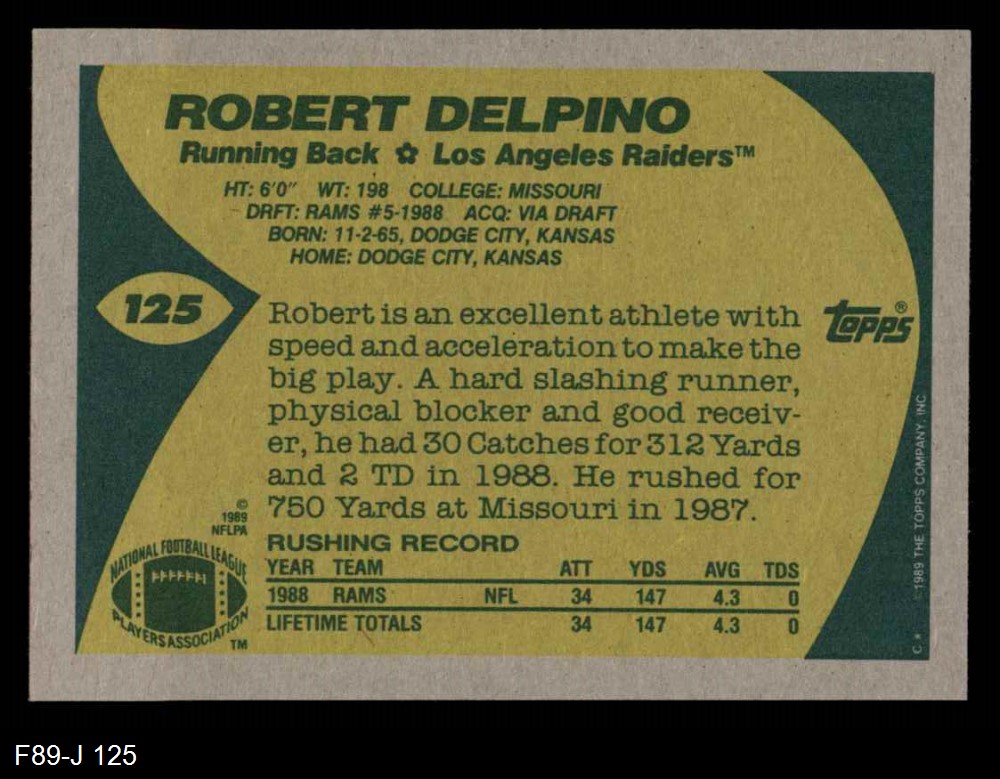 ROBERT DELPINO
Running Back ✿ Los Angeles Raiders™
HT: 6'0" WT: 198 COLLEGE: MISSOURI
DRFT: RAMS #5-1988 ACQ: VIA DRAFT
BORN: 11-2-65, DODGE CITY, KANSAS
HOME: DODGE CITY, KANSAS
125
Robert is an excellent athlete with
speed and acceleration to make the
big play. A hard slashing runner,
physical blocker and good receiv-
er, he had 30 Catches for 312 Yards
and 2 TD in 1988. He rushed for
750 Yards at Missouri in 1987.
topps®
©
1989
NFLPA
NATIONAL FOOTBALL LEAGUE
PLAYERS ASSOCIATION
TM
RUSHING RECORD
YEAR TEAM ATT YDS AVG TDS
1988 RAMS NFL 34 147 4.3 0
LIFETIME TOTALS 34 147 4.3 0
©1989 THE TOPPS COMPANY, INC.
C*
F89-J 125